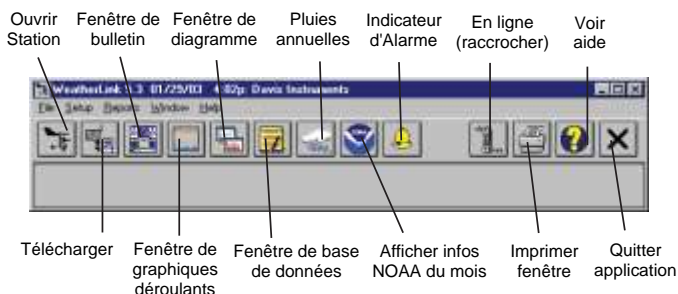 Ouvrir
Station
Fenêtre de
bulletin
Fenêtre de
diagramme
Pluies
annuelles
Indicateur
d'Alarme
En ligne
(raccrocher)
Voir
aide
WeatherLink 5.3 01/29/03 4:02p: Davis Instruments
File Setup Reports Window Help
Télécharger
Fenêtre de
graphiques
déroulants
Fenêtre de base
de données
Afficher infos
NOAA du mois
Imprimer
fenêtre
Quitter
application